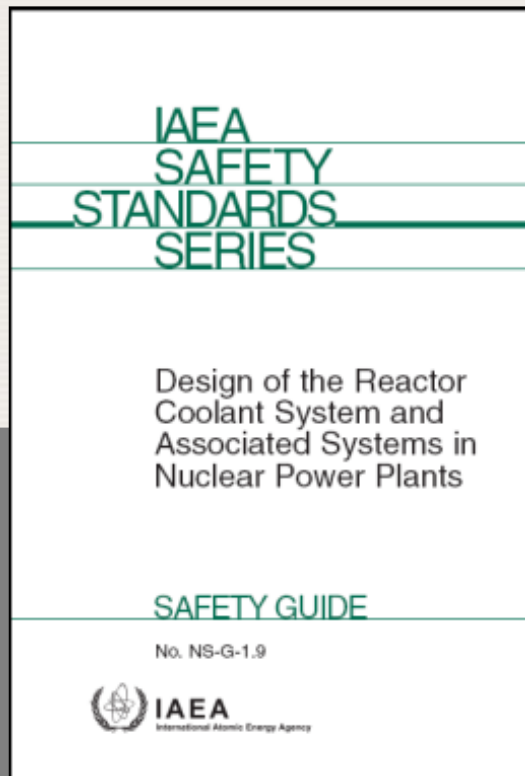 IAEA
SAFETY
STANDARDS
SERIES
Design of the Reactor
Coolant System and
Associated Systems in
Nuclear Power Plants
SAFETY GUIDE
No. NS-G-1.9
IAEA
International Atomic Energy Agency